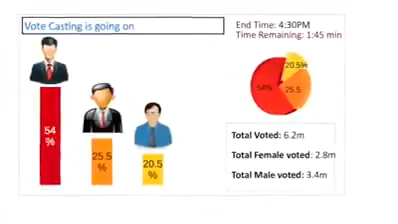 Vote Casting is going on
End Time: 4:30PM
Time Remaining: 1:45 min
54
%
25.5
%
20.5
%
20.5%
54%
25.5
Total Voted: 6.2m
Total Female voted: 2.8m
Total Male voted: 3.4m